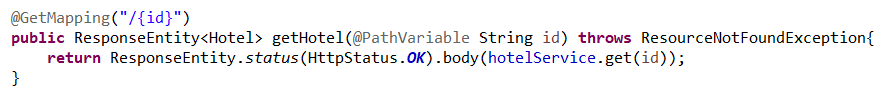 @GetMapping("/{id}")
public ResponseEntity<Hotel> getHotel(@PathVariable String id) throws ResourceNotFoundException{
    return ResponseEntity.status(HttpStatus.OK).body(hotelService.get(id));
}